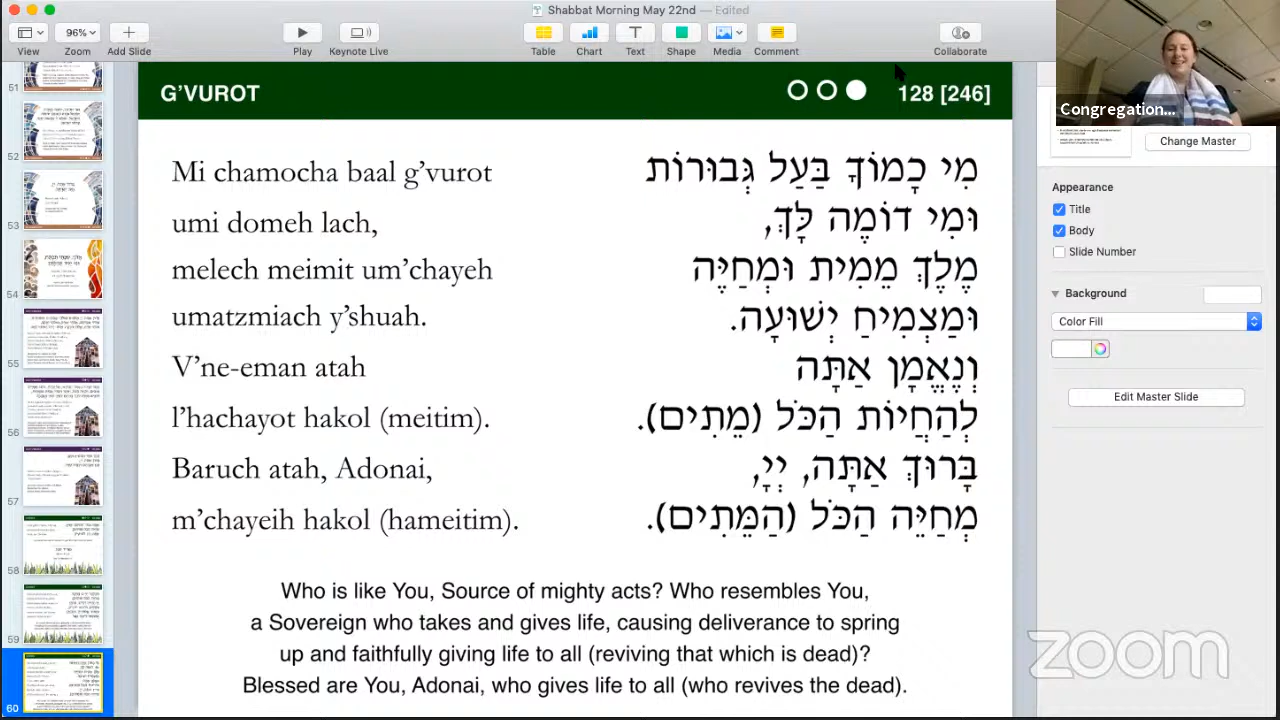 Shabbat Morning May 22nd — Edited
96%
View
Zoom
Add Slide
Play
Keynote Live
Table
Chart
Text
Shape
Media
Comment
Collaborate
Congregation...
51
52
53
54
55
56
57
58
59
60
G'VUROT
128 [246]
Mi chamocha baal g'vurot
umi domeh lach,
melech meimit um'chayeh
umatzmiach y'shuah.
V'ne-eman atah
l'hachayot hakol (meitim).
Baruch atah, Adonai,
m'chayeih hakol (hameitim).
מִי כָמוֹךָ בַּעַל גְּבוּרוֹת
וּמִי דוֹמֶה לָּךְ,
מֶלֶךְ מֵמִית וּמְחַיֶּה
וּמַצְמִיחַ יְשׁוּעָה.
וְנֶאֱמָן אַתָּה
לְהַחֲיוֹת הַכֹּל (מֵתִים).
בָּרוּךְ אַתָּה, יְיָ,
מְחַיֵּה הַכֹּל (הַמֵּתִים).
Who is like You, Source of mighty acts? Who resembles You,
a Sovereign who takes and gives life, causing deliverance to spring
up and faithfully giving life to all (reviving that which is dead)?
Blessed are You, Adonai, who gives life to all (who revives the dead).
Change Master
Appearance
Title
Body
Slide Number
Background
Color Fill
Edit Master Slide
zoom